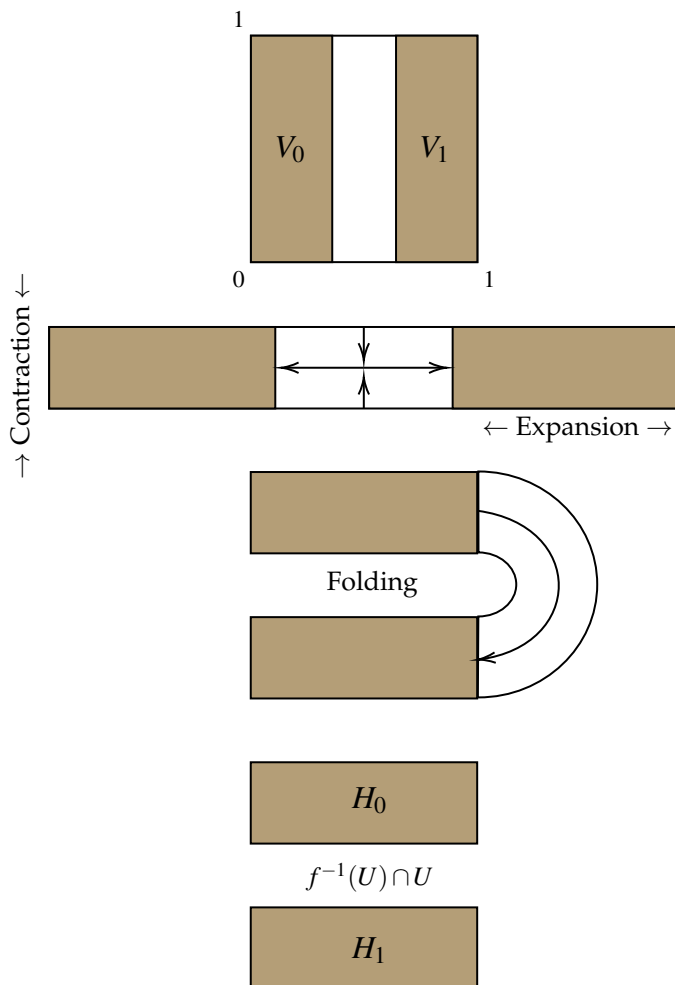 1
V₀ V₁
0 1
→ Contraction ←
← Expansion →
Folding
H₀
f⁻¹(U) ∩ U
H₁